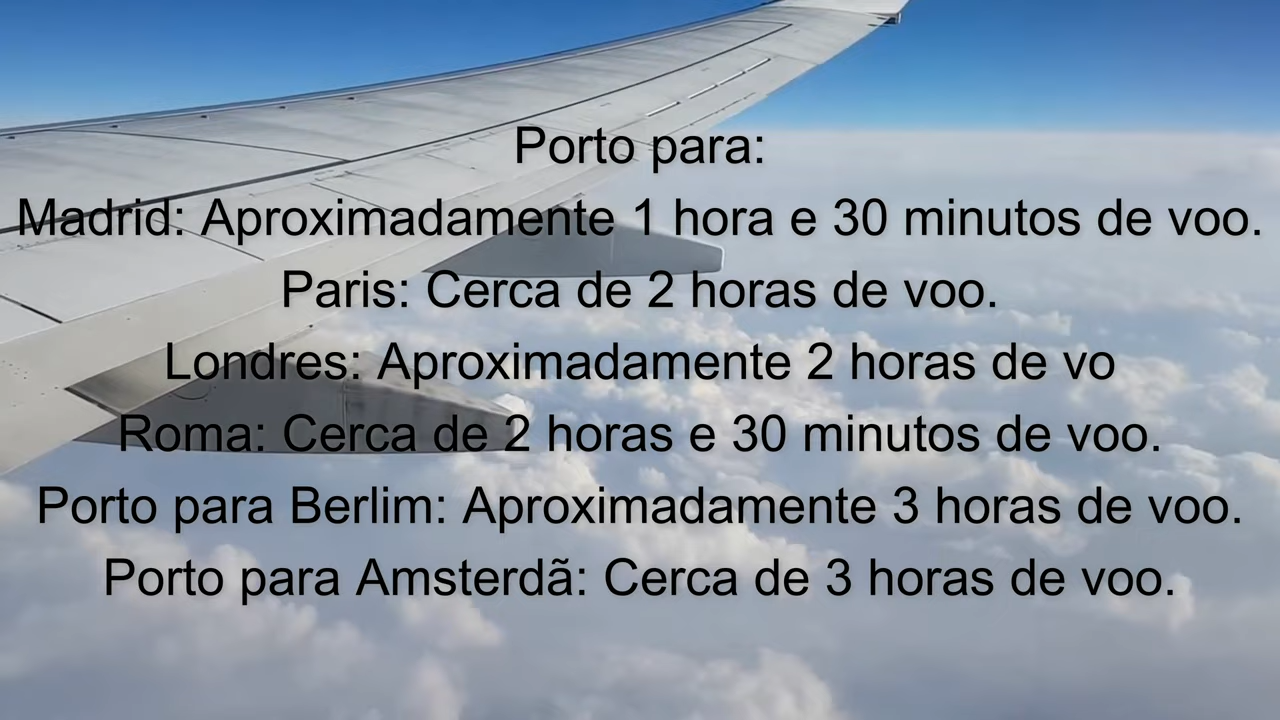 Porto para:
Madrid: Aproximadamente 1 hora e 30 minutos de voo.
Paris: Cerca de 2 horas de voo.
Londres: Aproximadamente 2 horas de vo
Roma: Cerca de 2 horas e 30 minutos de voo.
Porto para Berlim: Aproximadamente 3 horas de voo.
Porto para Amsterdã: Cerca de 3 horas de voo.